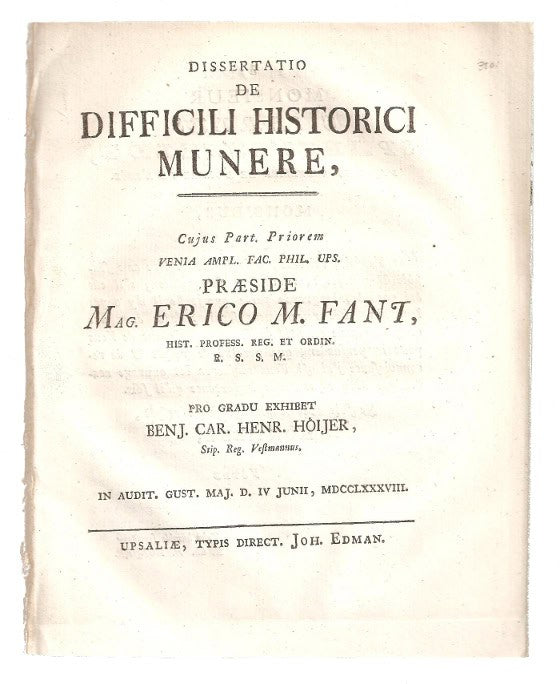 DISSERTATIO
DE
DIFFICILI HISTORICI
MUNERE,
Cujus Part. Priorem
VENIA AMPL. FAC. PHIL. UPS.
PRÆSIDE
MAG. ERICO M. FANT,
HIST. PROFESS. REG. ET ORDIN.
R. S. S. M.
PRO GRADU EXHIBET
BENJ. CAR. HENR. HÖIJER,
Stip. Reg. Veſtmannus.
IN AUDIT. GUST. MAJ. D. IV JUNII, MDCCLXXXVIII.
UPSALIÆ, TYPIS DIRECT. JOH. EDMAN.